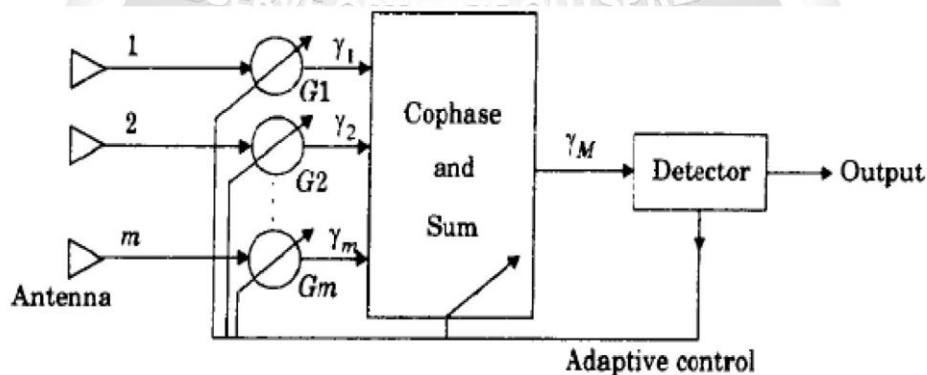 1
G1
γ1
2
G2
γ2
m
Gm
γm
Antenna
Cophase
and
Sum
γM
Detector
Output
Adaptive control